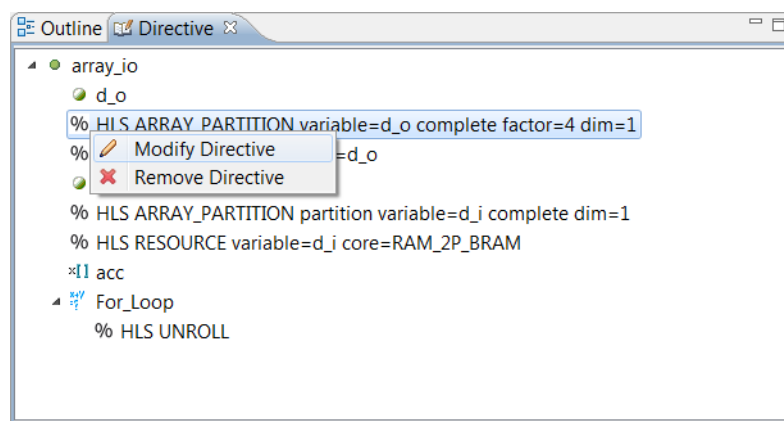 Outline Directive
array_io
d_o
% HLS ARRAY_PARTITION variable=d_o complete factor=4 dim=1
Modify Directive
% =d_o
Remove Directive
% HLS ARRAY_PARTITION partition variable=d_i complete dim=1
% HLS RESOURCE variable=d_i core=RAM_2P_BRAM
×[] acc
For_Loop
% HLS UNROLL